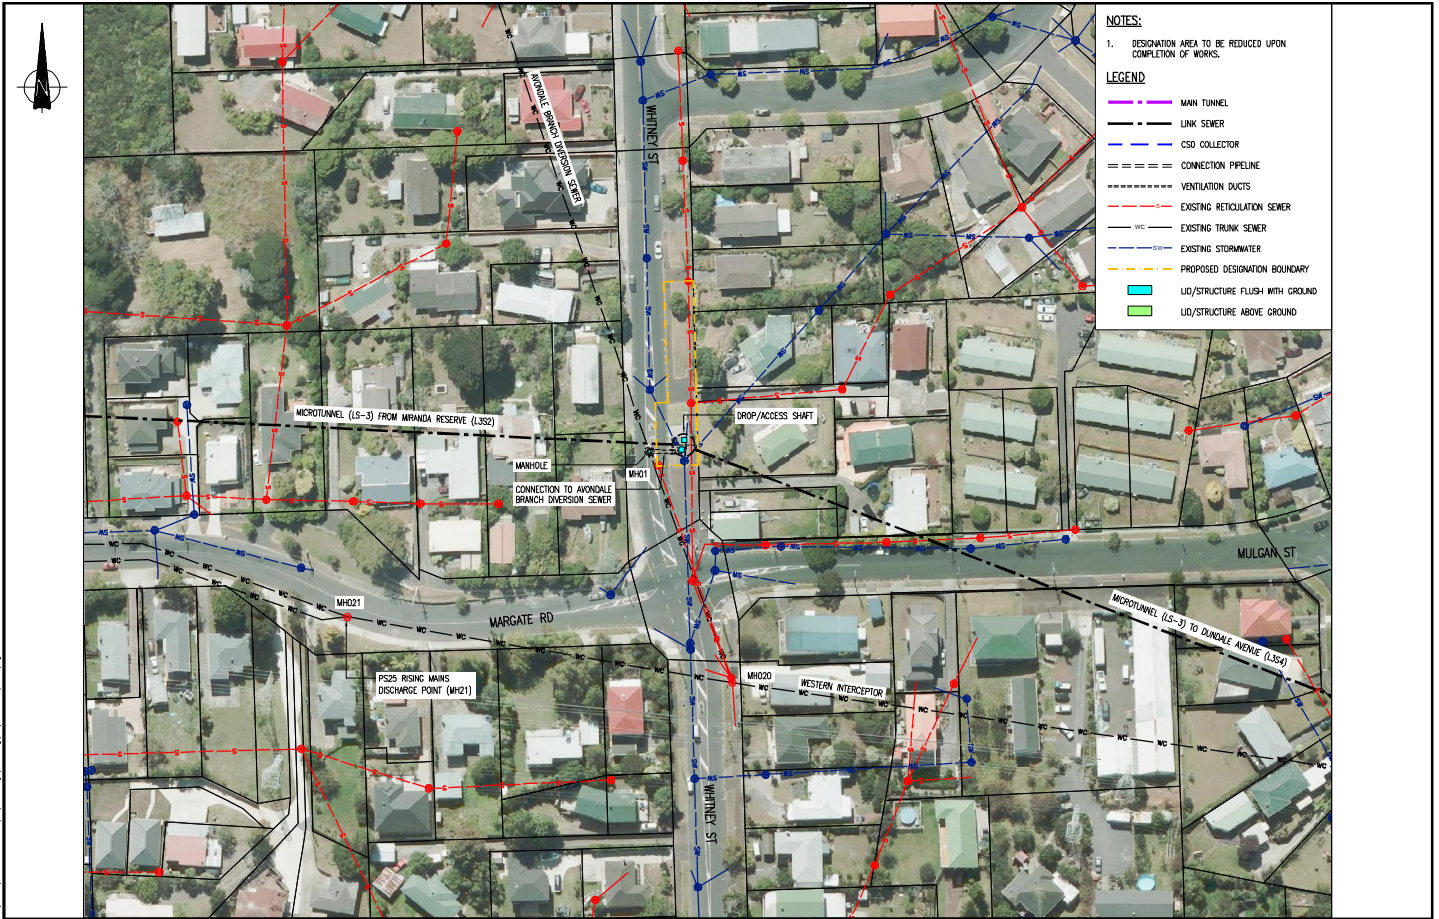 NOTES:
1. DESIGNATION AREA TO BE REDUCED UPON
COMPLETION OF WORKS.
LEGEND
MAIN TUNNEL
LINK SEWER
CSO COLLECTOR
CONNECTION PIPELINE
VENTILATION DUCTS
S EXISTING RETICULATION SEWER
WC EXISTING TRUNK SEWER
SW EXISTING STORMWATER
PROPOSED DESIGNATION BOUNDARY
LID/STRUCTURE FLUSH WITH GROUND
LID/STRUCTURE ABOVE GROUND
N
AVONDALE BRANCH DIVERSION SEWER
WHITNEY ST
MICROTUNNEL (LS-3) FROM MIRANDA RESERVE (L3S2)
DROP/ACCESS SHAFT
MANHOLE
MH01
CONNECTION TO AVONDALE
BRANCH DIVERSION SEWER
MULGAN ST
MH021
MARGATE RD
MICROTUNNEL (LS-3) TO DUNDALE AVENUE (L3S4)
PS25 RISING MAINS
DISCHARGE POINT (MH21)
MH020
WESTERN INTERCEPTOR
WHITNEY ST